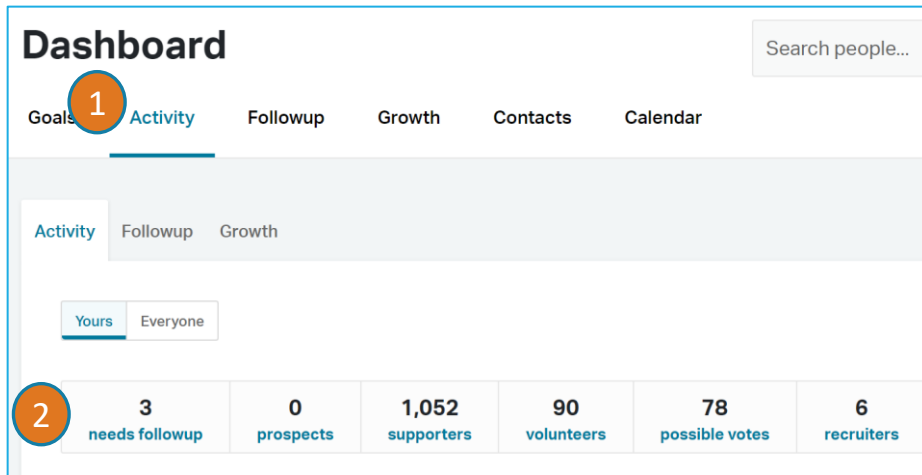 Dashboard
Search people...
1
Goals Activity Followup Growth Contacts Calendar
Activity Followup Growth
Yours Everyone
2
3 0 1,052 90 78 6
needs followup prospects supporters volunteers possible votes recruiters